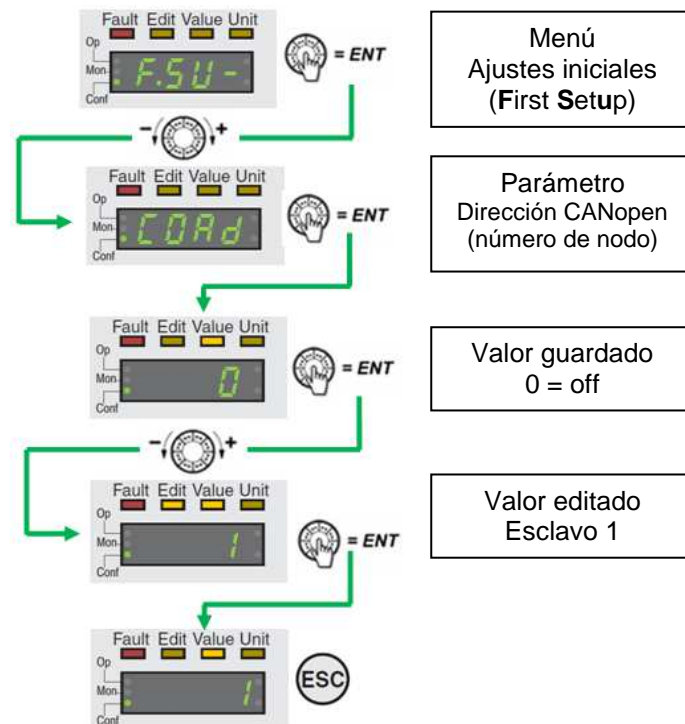 Fault Edit Value Unit
Op
Mon
Conf
F.SU-
= ENT
Menú
Ajustes iniciales
(First Setup)
- +
Fault Edit Value Unit
Op
Mon
Conf
COAd
= ENT
Parámetro
Dirección CANopen
(número de nodo)
Fault Edit Value Unit
Op
Mon
Conf
0
= ENT
Valor guardado
0 = off
- +
Fault Edit Value Unit
Op
Mon
Conf
1
= ENT
Valor editado
Esclavo 1
Fault Edit Value Unit
Op
Mon
Conf
1
ESC